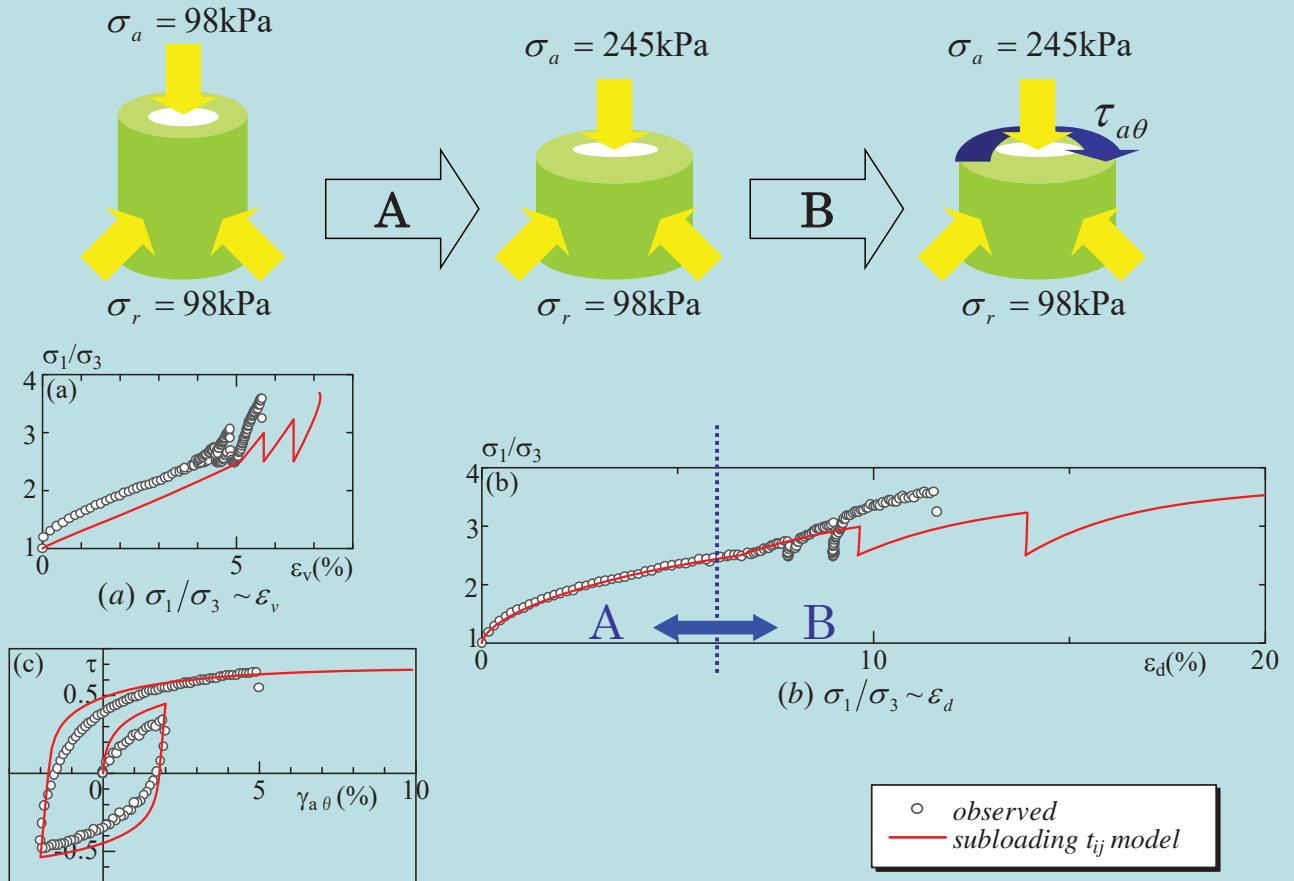 σa = 98kPa
σa = 245kPa
σa = 245kPa
τaθ
A
B
σr = 98kPa
σr = 98kPa
σr = 98kPa
σ1/σ3
4
(a)
3
2
1
0
5
εv(%)
(a) σ1/σ3 ~ εv
σ1/σ3
4
(b)
3
2
1
A
B
0
10
εd(%)
20
(b) σ1/σ3 ~ εd
(c)
τ
0.5
0
5
10
γaθ(%)
-0.5
observed
subloading tij model